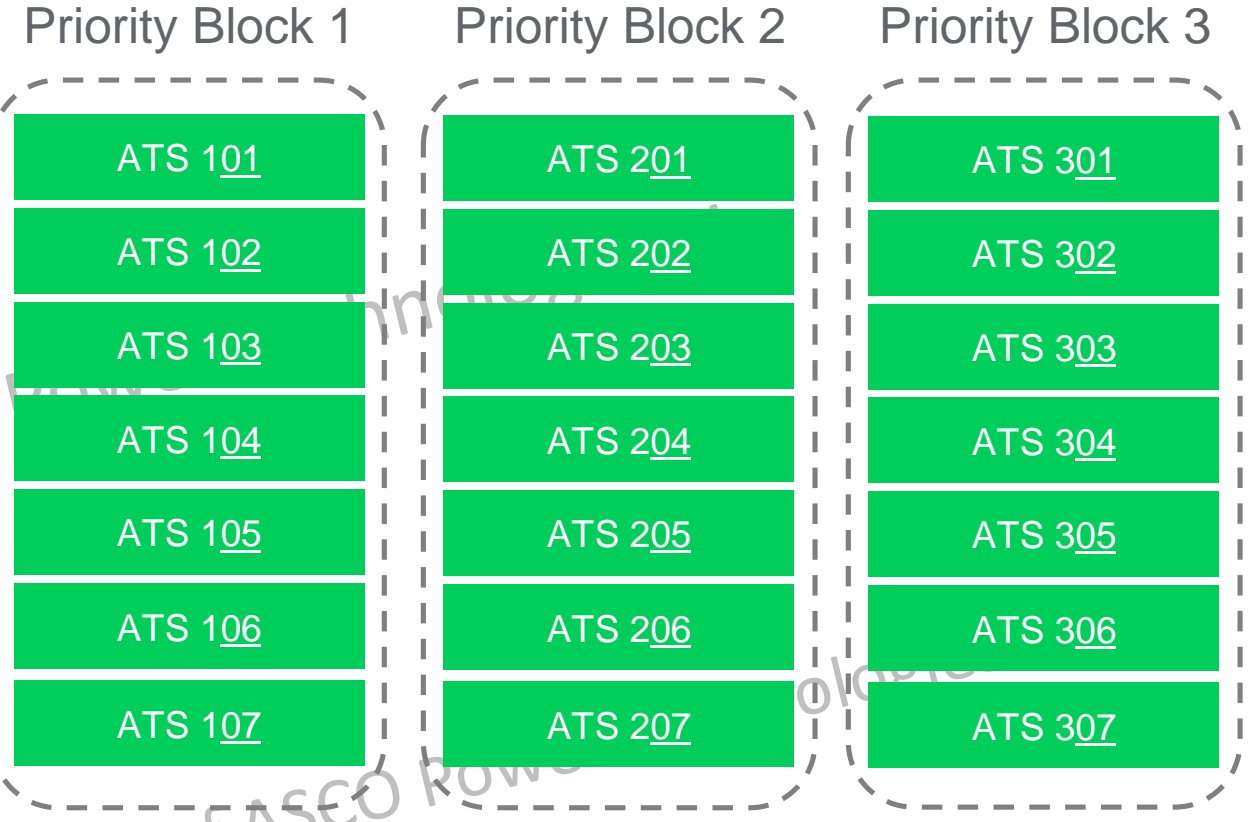 Priority Block 1
ATS 101
ATS 102
ATS 103
ATS 104
ATS 105
ATS 106
ATS 107
Priority Block 2
ATS 201
ATS 202
ATS 203
ATS 204
ATS 205
ATS 206
ATS 207
Priority Block 3
ATS 301
ATS 302
ATS 303
ATS 304
ATS 305
ATS 306
ATS 307